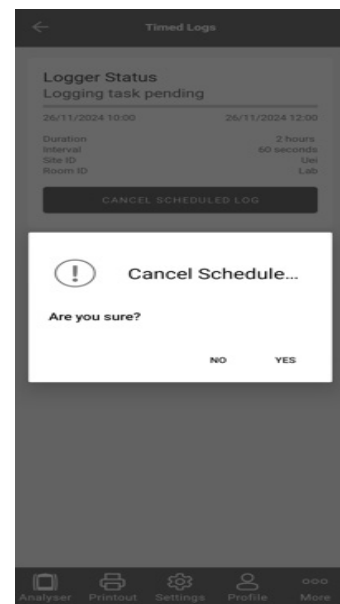 Timed Logs
Logger Status
Logging task pending
26/11/2024 10:00 26/11/2024 12:00
Duration 2 hours
Interval 60 seconds
Site ID Uei
Room ID Lab
CANCEL SCHEDULED LOG
Cancel Schedule...
Are you sure?
NO YES
Analyser Printout Settings Profile More